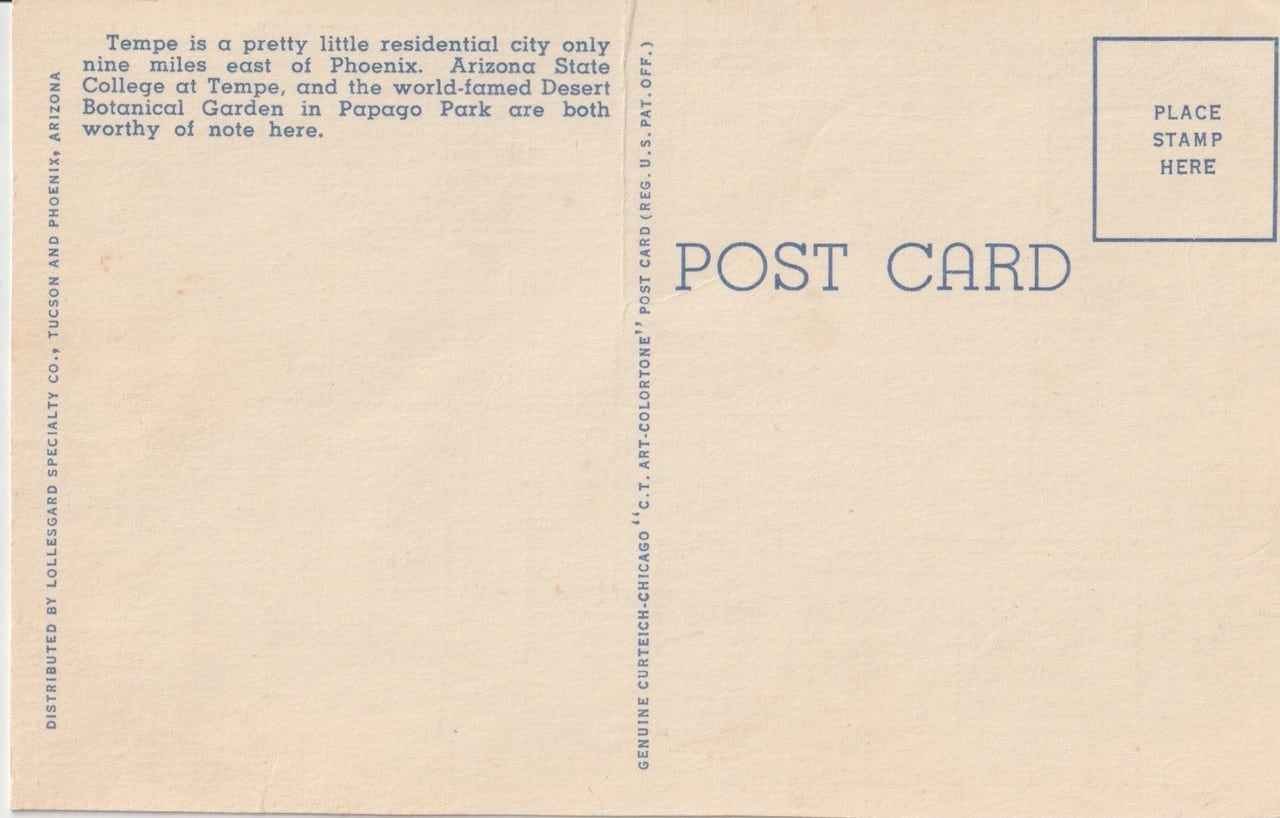 Tempe is a pretty little residential city only
nine miles east of Phoenix. Arizona State
College at Tempe, and the world-famed Desert
Botanical Garden in Papago Park are both
worthy of note here.
DISTRIBUTED BY LOLLESGARD SPECIALTY CO., TUCSON AND PHOENIX, ARIZONA
GENUINE CURTEICH-CHICAGO "C.T. ART-COLORTONE" POST CARD (REG. U.S. PAT. OFF.)
POST CARD
PLACE
STAMP
HERE